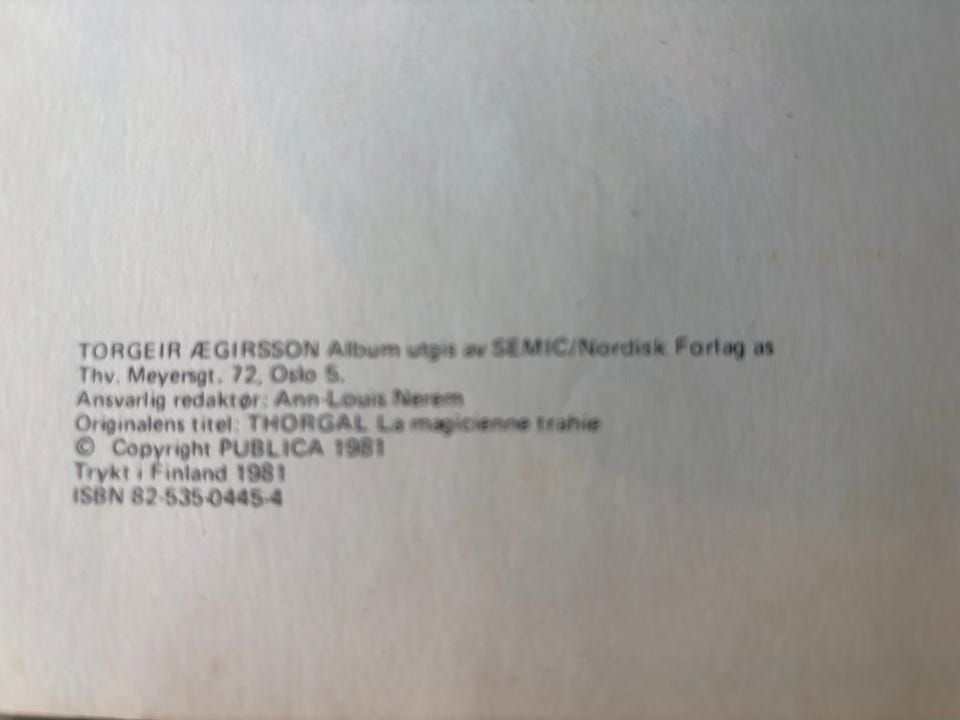 TORGEIR ÆGIRSSON Album utgis av SEMIC/Nordisk Forlag as
Thv. Meyersgt. 72, Oslo 5.
Ansvarlig redaktør: Ann-Louis Nerem
Originalens titel: THORGAL La magicienne trahie
© Copyright PUBLICA 1981
Trykt i Finland 1981
ISBN 82-535-0445-4